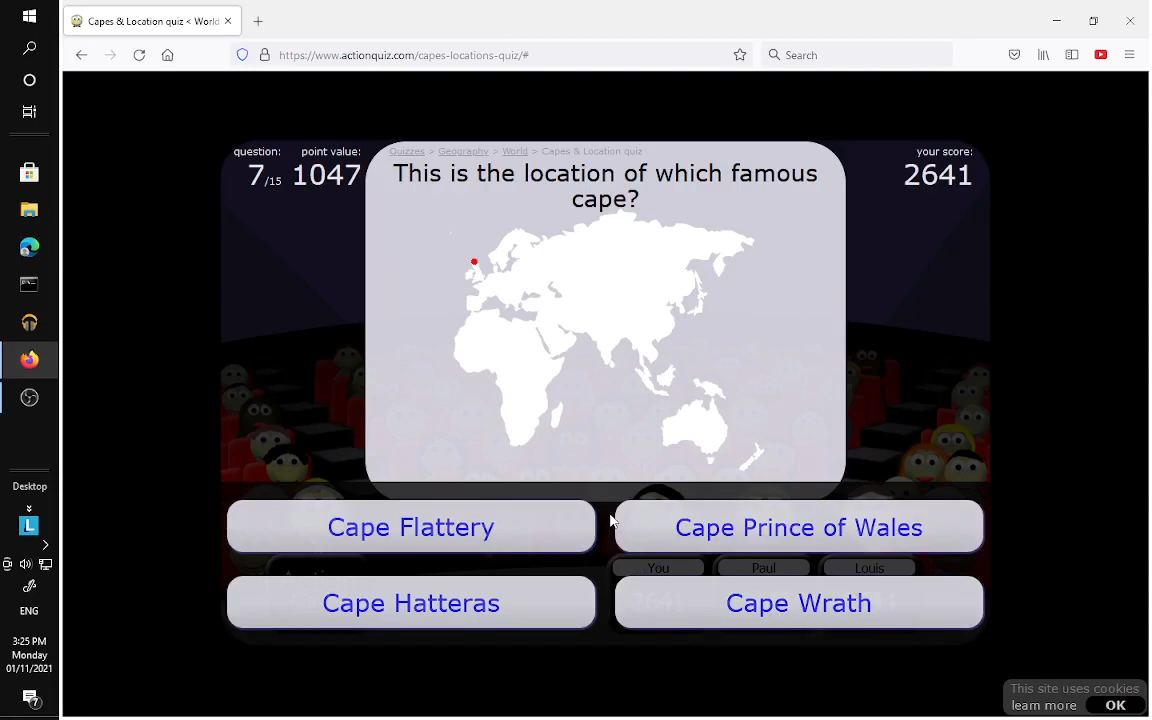 Capes & Location quiz < World
https://www.actionquiz.com/capes-locations-quiz/#
Search
question:
7/15
point value:
1047
Quizzes > Geography > World > Capes & Location quiz
This is the location of which famous
cape?
your score:
2641
Cape Flattery
Cape Prince of Wales
You
Paul
Louis
Cape Hatteras
Cape Wrath
Desktop
L
ENG
3:25 PM
Monday
01/11/2021
7
This site uses cookies
learn more
OK